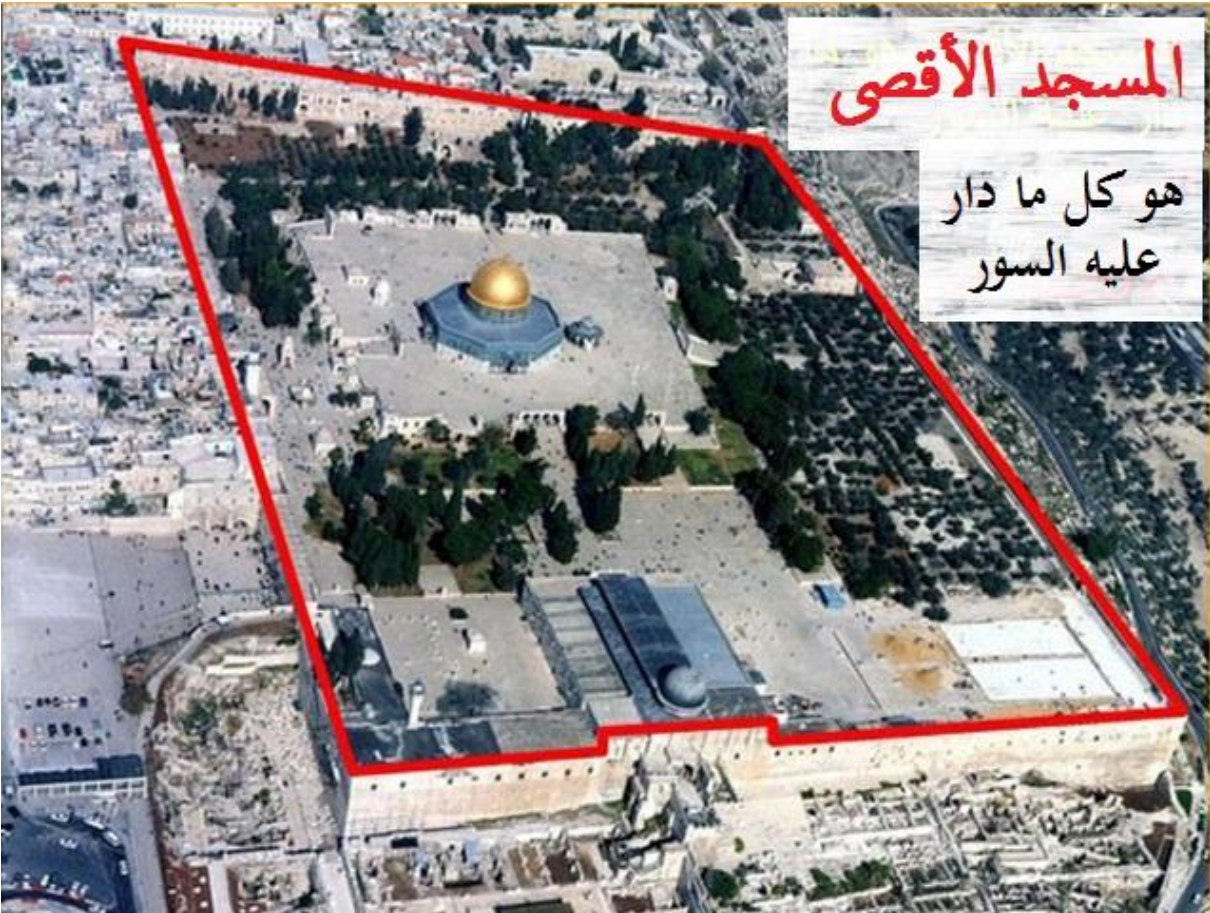 المسجد الأقصى
هو كل ما دار
عليه السور